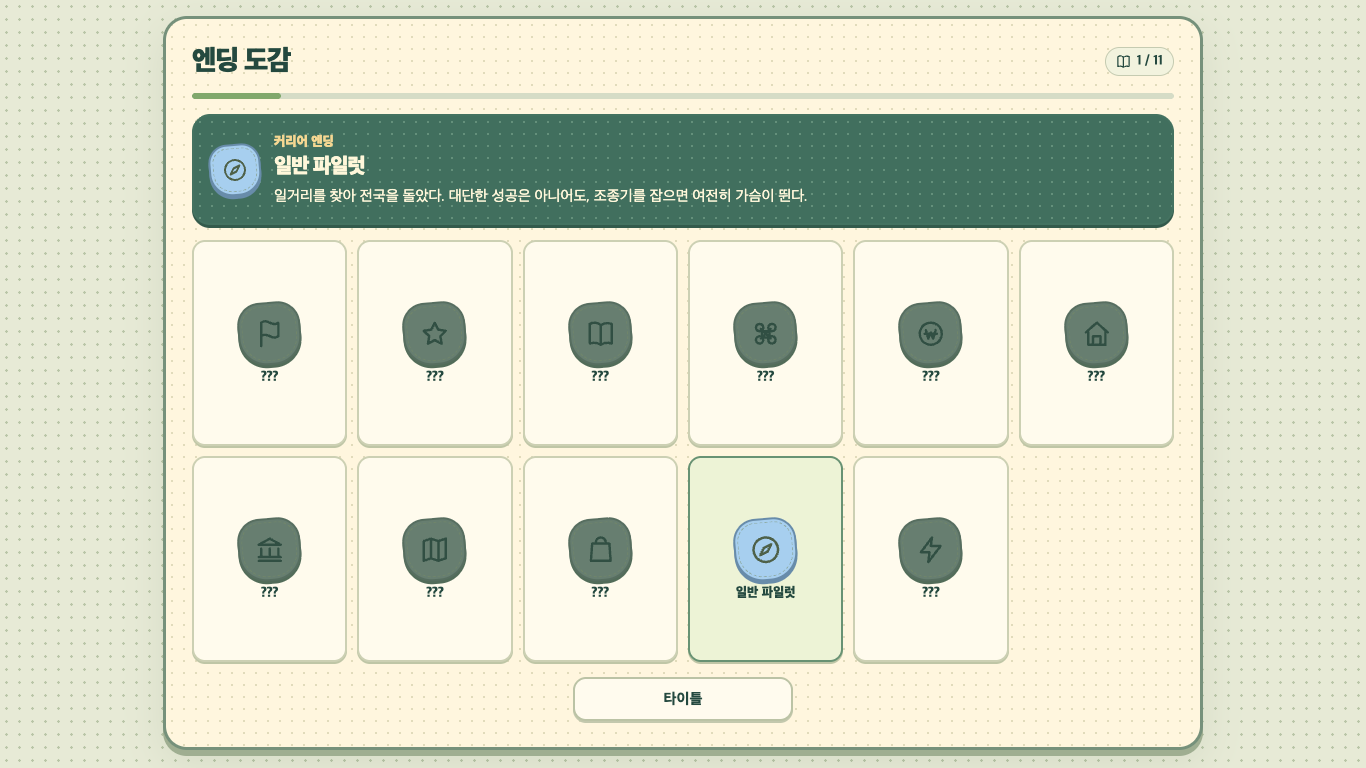 엔딩 도감
1 / 11
커리어 엔딩
일반 파일럿
일거리를 찾아 전국을 돌았다. 대단한 성공은 아니어도, 조종기를 잡으면 여전히 가슴이 뛴다.
???
???
???
???
₩
???
???
???
???
???
일반 파일럿
???
타이틀